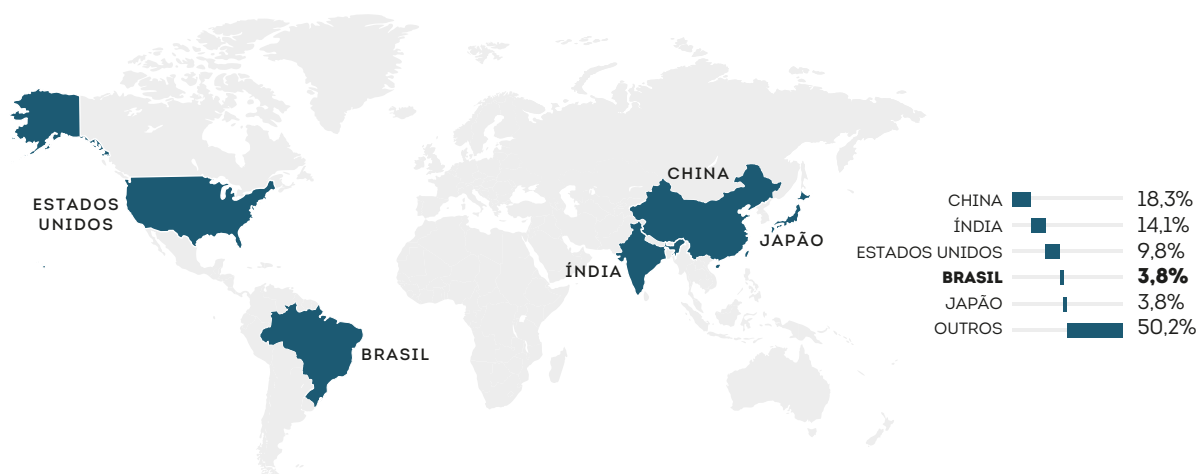 ESTADOS
UNIDOS
BRASIL
CHINA
ÍNDIA
JAPÃO
CHINA 18,3%
ÍNDIA 14,1%
ESTADOS UNIDOS 9,8%
BRASIL 3,8%
JAPÃO 3,8%
OUTROS 50,2%